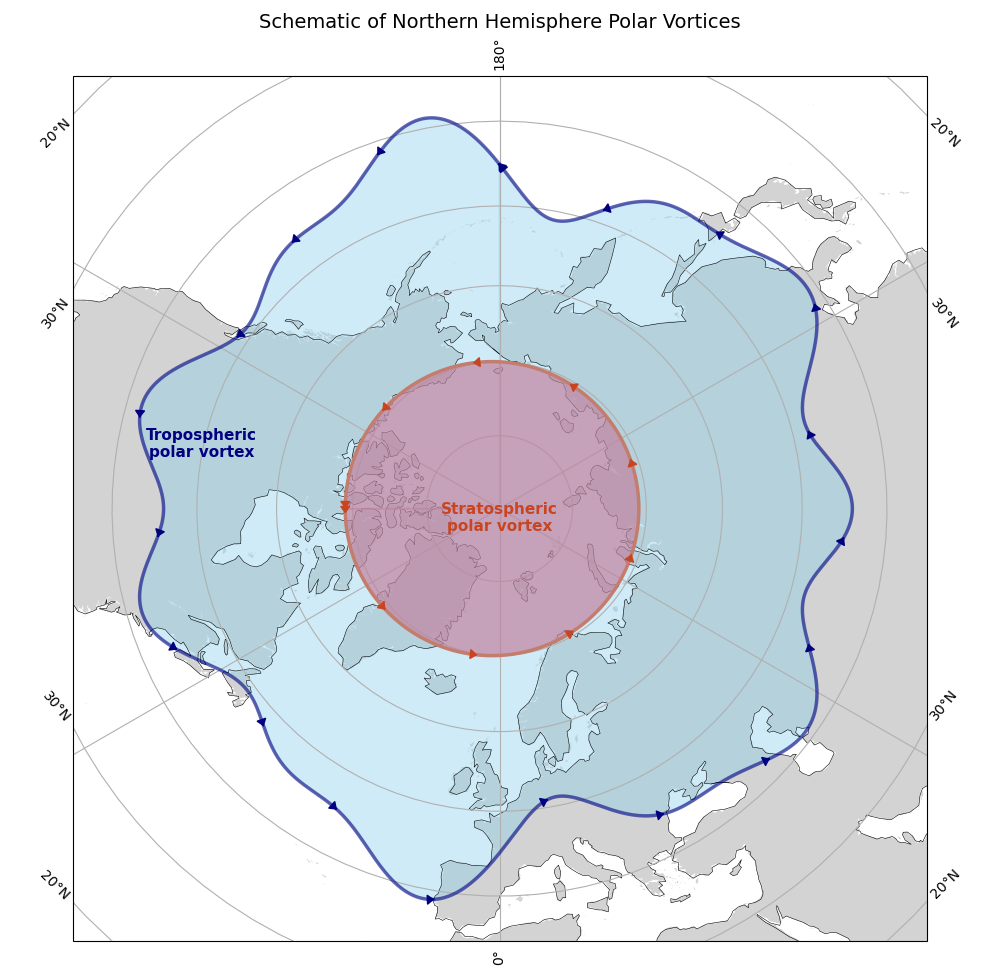 Schematic of Northern Hemisphere Polar Vortices
180°
20°N
20°N
30°N
30°N
Tropospheric
polar vortex
Stratospheric
polar vortex
30°N
30°N
20°N
20°N
0°